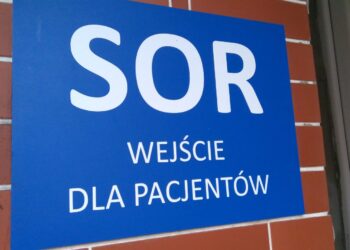 SOR
WEJŚCIE
DLA PACJENTÓW